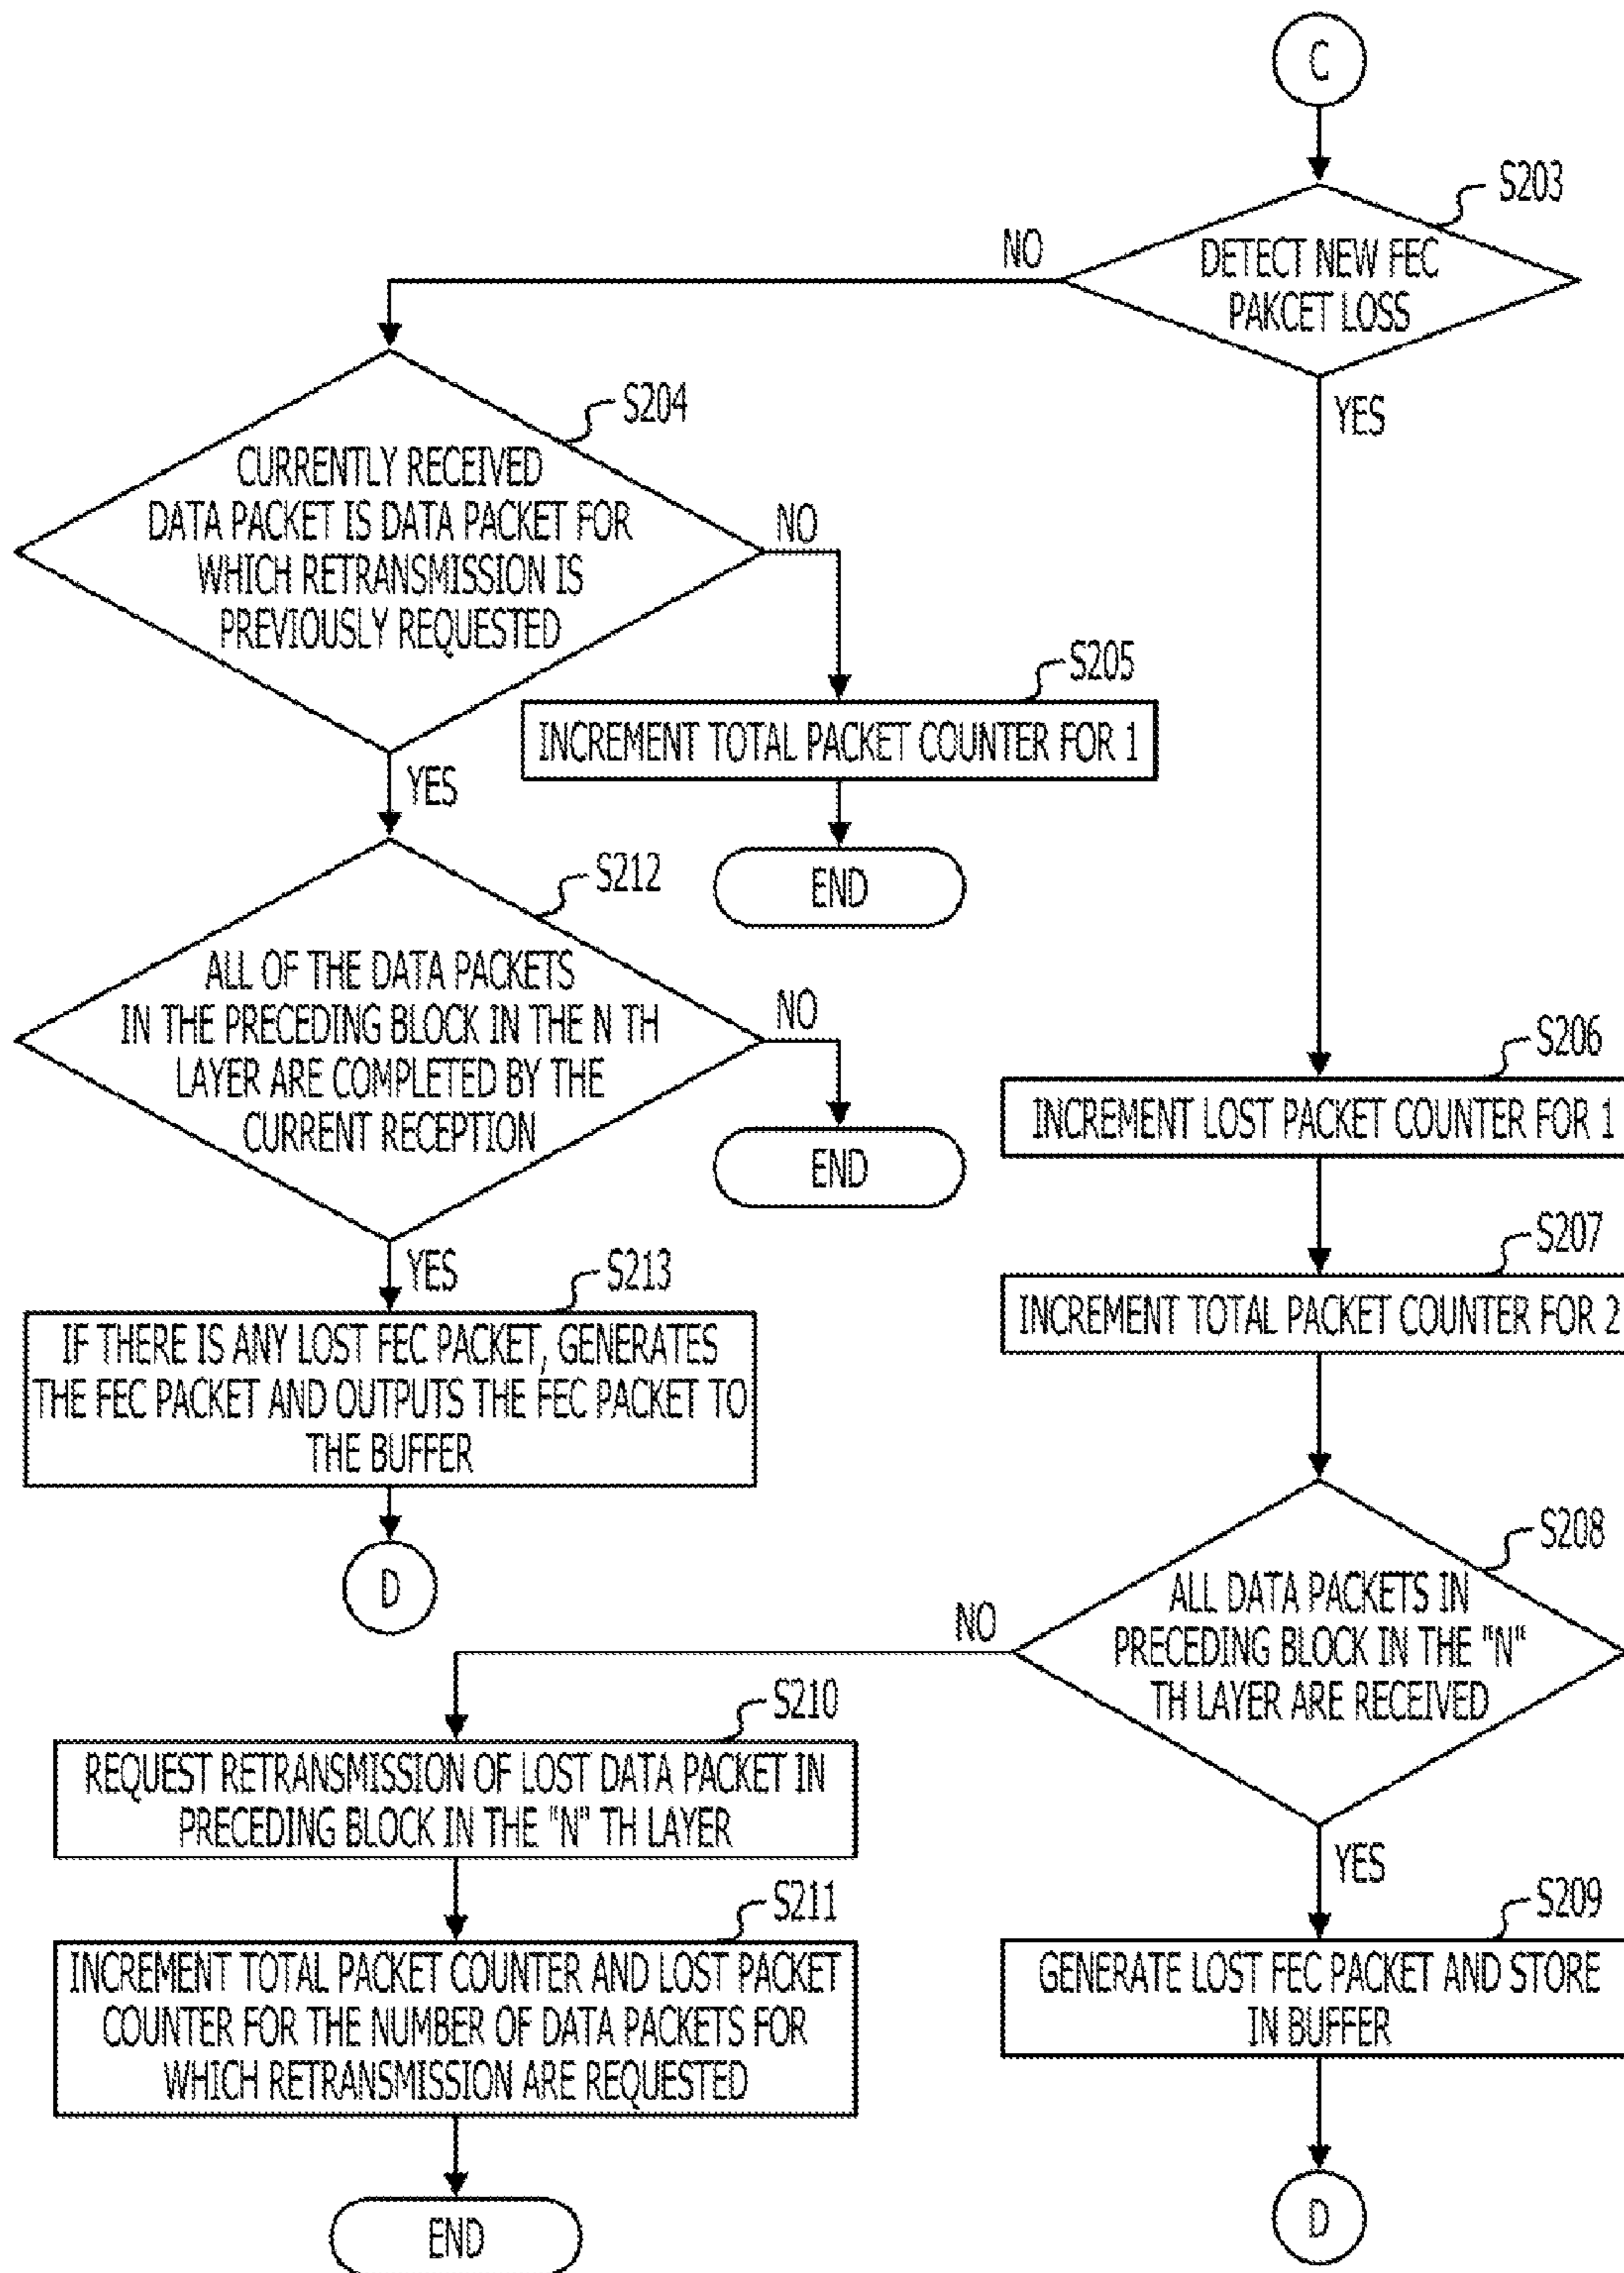 C
S203
DETECT NEW FEC
PAKCET LOSS
NO
YES
S204
CURRENTLY RECEIVED
DATA PACKET IS DATA PACKET FOR
WHICH RETRANSMISSION IS
PREVIOUSLY REQUESTED
NO
YES
S205
INCREMENT TOTAL PACKET COUNTER FOR 1
END
S212
ALL OF THE DATA PACKETS
IN THE PRECEDING BLOCK IN THE N TH
LAYER ARE COMPLETED BY THE
CURRENT RECEPTION
NO
END
YES
S213
IF THERE IS ANY LOST FEC PACKET, GENERATES
THE FEC PACKET AND OUTPUTS THE FEC PACKET TO
THE BUFFER
D
S206
INCREMENT LOST PACKET COUNTER FOR 1
S207
INCREMENT TOTAL PACKET COUNTER FOR 2
S208
ALL DATA PACKETS IN
PRECEDING BLOCK IN THE "N"
TH LAYER ARE RECEIVED
NO
YES
S210
REQUEST RETRANSMISSION OF LOST DATA PACKET IN
PRECEDING BLOCK IN THE "N" TH LAYER
S211
INCREMENT TOTAL PACKET COUNTER AND LOST PACKET
COUNTER FOR THE NUMBER OF DATA PACKETS FOR
WHICH RETRANSMISSION ARE REQUESTED
END
S209
GENERATE LOST FEC PACKET AND STORE
IN BUFFER
D